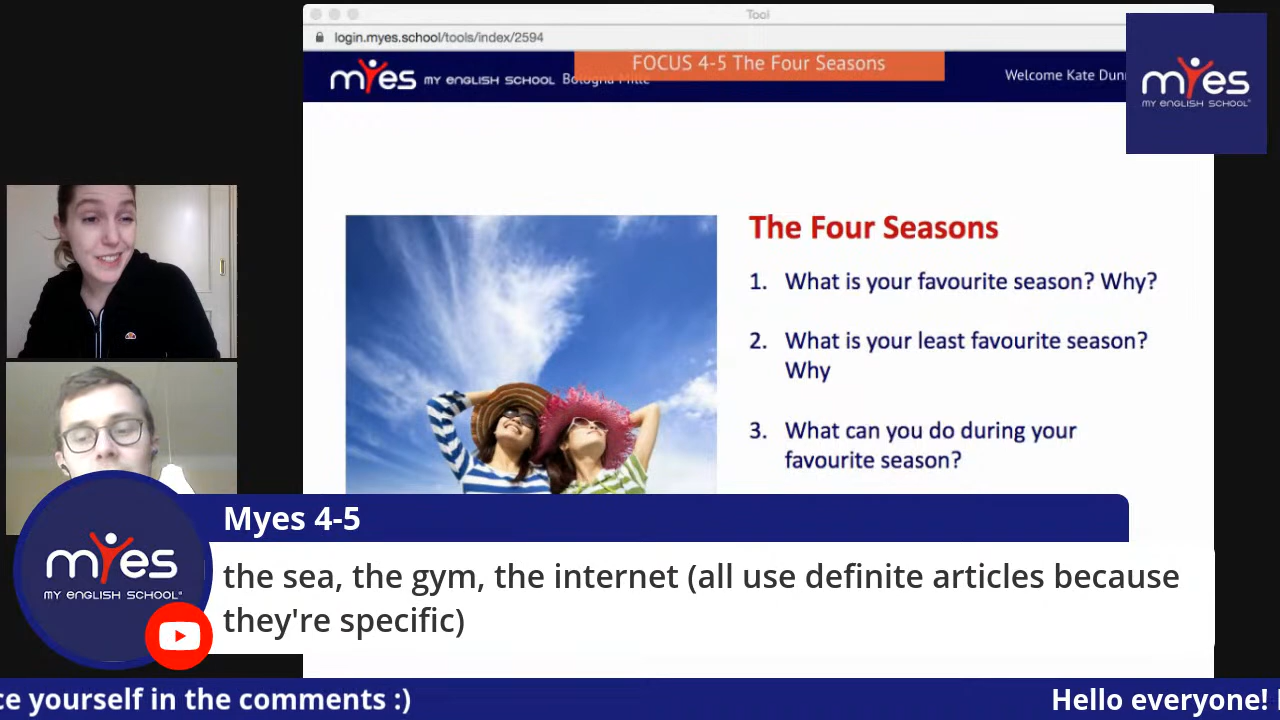 Tool
login.myes.school/tools/index/2594
FOCUS 4-5 The Four Seasons
myes MY ENGLISH SCHOOL Bologna Mille
Welcome Kate Dunn
myes
MY ENGLISH SCHOOL
The Four Seasons
1. What is your favourite season? Why?
2. What is your least favourite season?
Why
3. What can you do during your
favourite season?
myes
MY ENGLISH SCHOOL
Myes 4-5
the sea, the gym, the internet (all use definite articles because
they're specific)
ce yourself in the comments :)
Hello everyone!